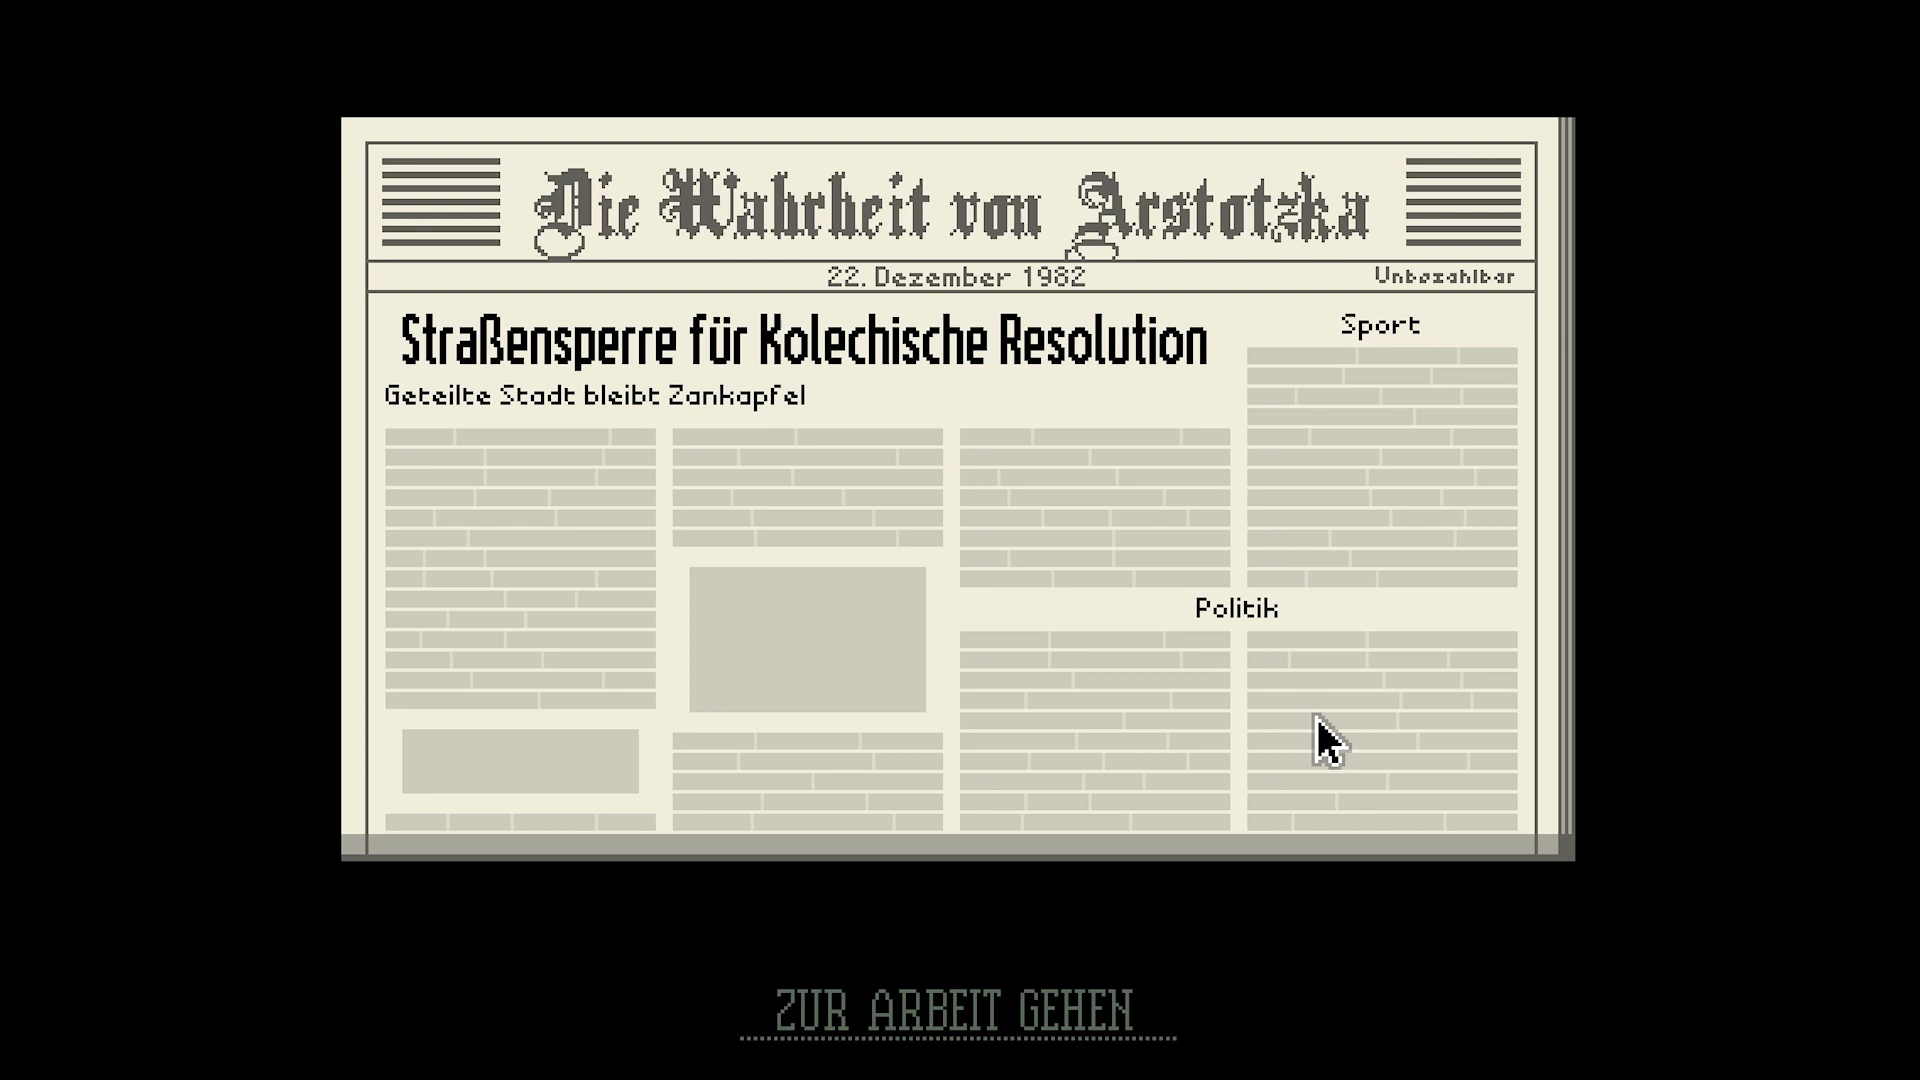 Die Wahrheit von Arstotzka
22. Dezember 1982
Unbezahlbar
Straßensperre für Kolechische Resolution
Geteilte Stadt bleibt Zankapfel
Sport
Politik
ZUR ARBEIT GEHEN